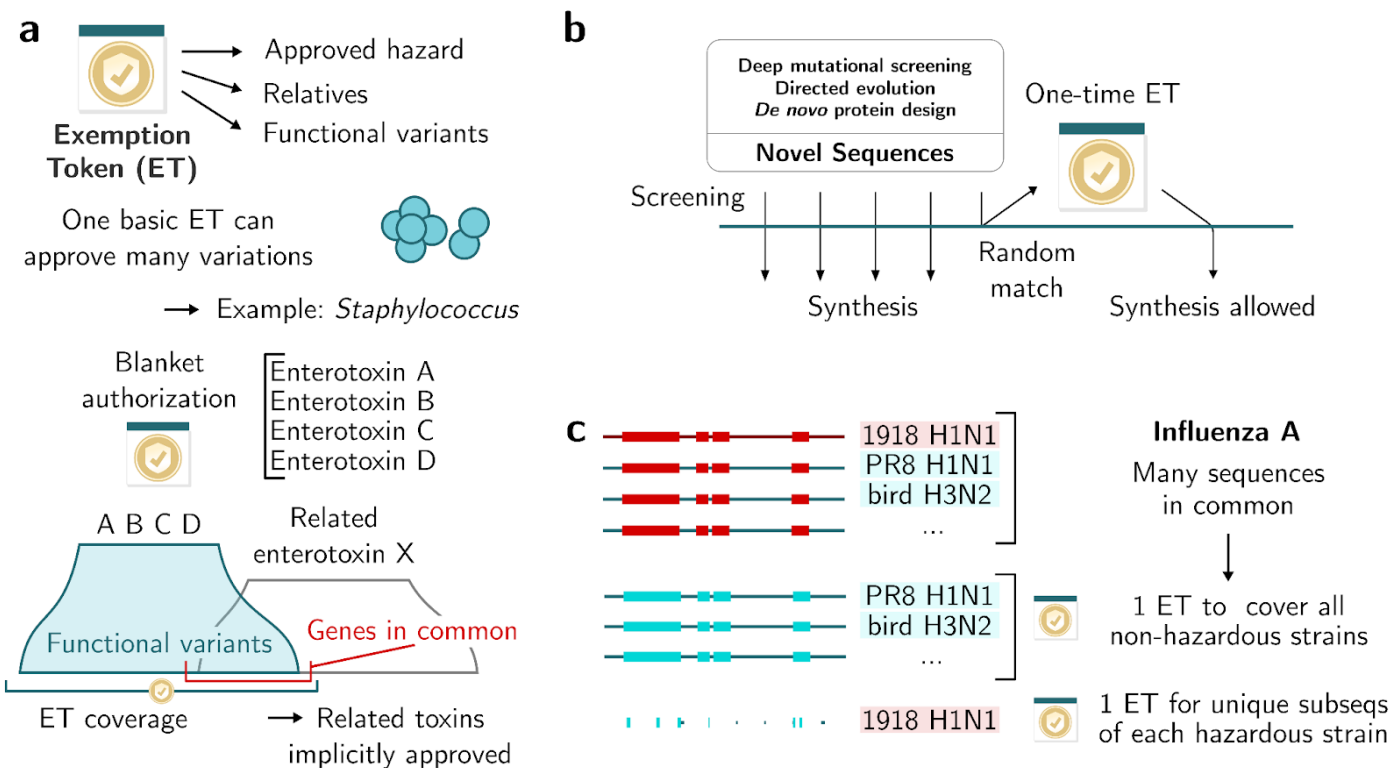 a
Approved hazard
Relatives
Functional variants
Exemption
Token (ET)
One basic ET can
approve many variations
Example: Staphylococcus
Blanket
authorization
Enterotoxin A
Enterotoxin B
Enterotoxin C
Enterotoxin D
A B C D
Related
enterotoxin X
Functional variants
Genes in common
ET coverage
Related toxins
implicitly approved
b
Deep mutational screening
Directed evolution
De novo protein design
Novel Sequences
One-time ET
Screening
Random
match
Synthesis
Synthesis allowed
c
1918 H1N1
PR8 H1N1
bird H3N2
...
Influenza A
Many sequences
in common
PR8 H1N1
bird H3N2
...
1 ET to cover all
non-hazardous strains
1918 H1N1
1 ET for unique subseqs
of each hazardous strain